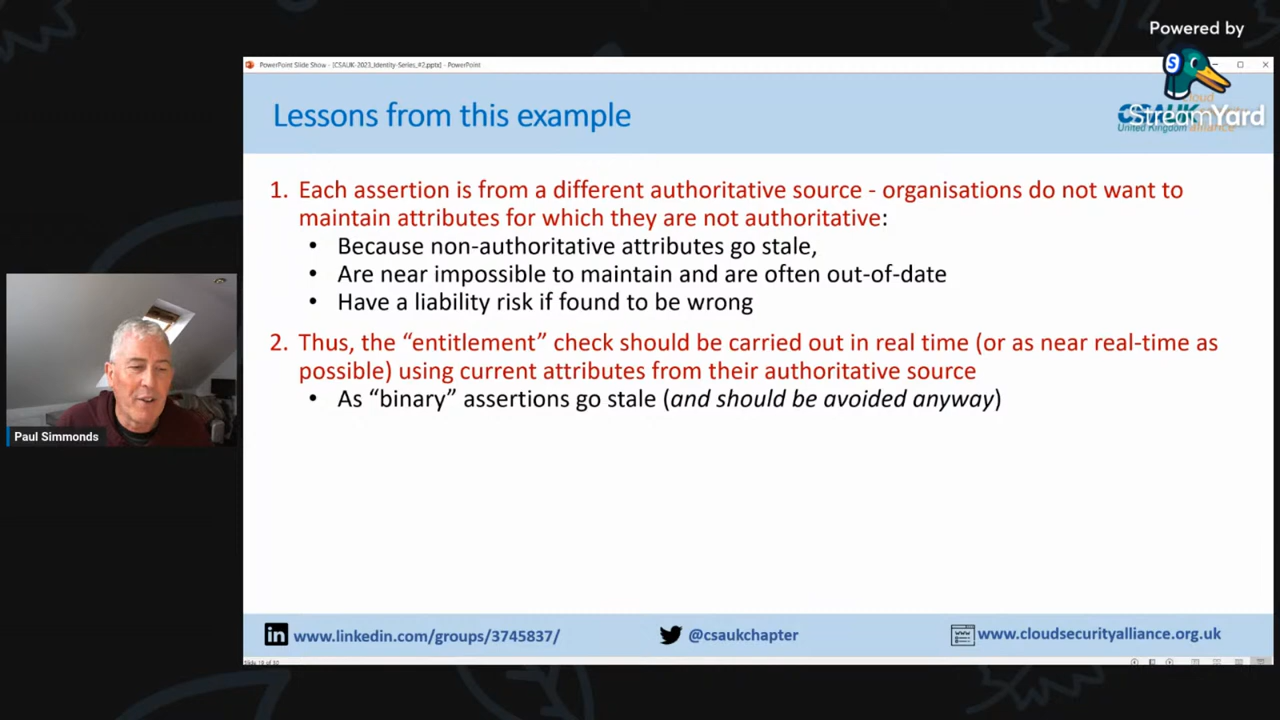 Powered by
StreamYard
PowerPoint Slide Show - [CSAUK-2023_Identity-Series_#2.pptx] - PowerPoint
Lessons from this example
CSAUK
United Kingdom
1. Each assertion is from a different authoritative source - organisations do not want to
maintain attributes for which they are not authoritative:
• Because non-authoritative attributes go stale,
• Are near impossible to maintain and are often out-of-date
• Have a liability risk if found to be wrong
2. Thus, the “entitlement” check should be carried out in real time (or as near real-time as
possible) using current attributes from their authoritative source
• As “binary” assertions go stale (and should be avoided anyway)
Paul Simmonds
www.linkedin.com/groups/3745837/
@csaukchapter
www.cloudsecurityalliance.org.uk